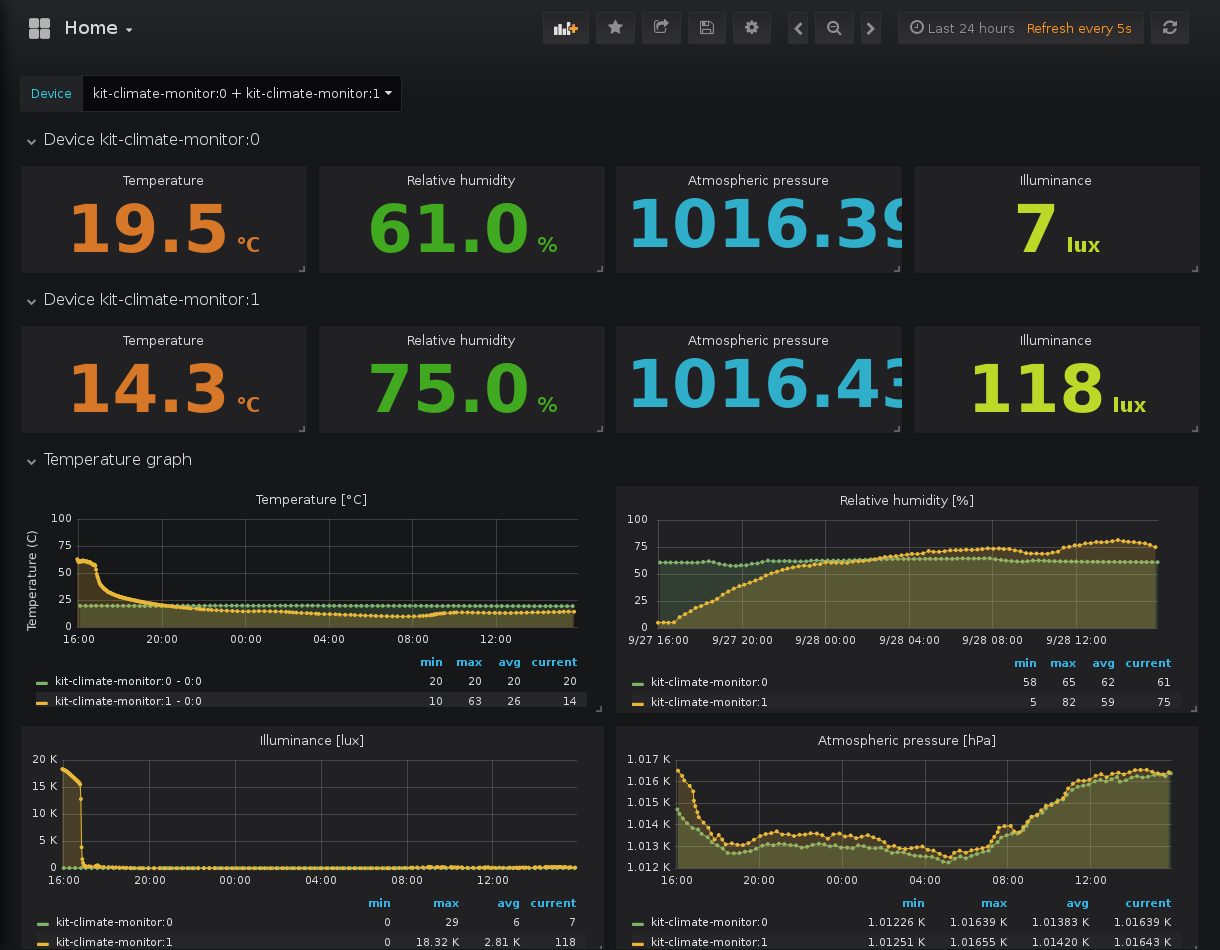 Home
Last 24 hours Refresh every 5s
Device kit-climate-monitor:0 + kit-climate-monitor:1
Device kit-climate-monitor:0
Temperature Relative humidity Atmospheric pressure Illuminance
19.5 °C 61.0 % 1016.39 7 lux
Device kit-climate-monitor:1
Temperature Relative humidity Atmospheric pressure Illuminance
14.3 °C 75.0 % 1016.43 118 lux
Temperature graph
Temperature [°C]
Temperature (C)
100
75
50
25
0
16:00 20:00 00:00 04:00 08:00 12:00
min max avg current
kit-climate-monitor:0 - 0:0 20 20 20 20
kit-climate-monitor:1 - 0:0 10 63 26 14
Relative humidity [%]
100
75
50
25
0
9/27 16:00 9/27 20:00 9/28 00:00 9/28 04:00 9/28 08:00 9/28 12:00
min max avg current
kit-climate-monitor:0 58 65 62 61
kit-climate-monitor:1 5 82 59 75
Illuminance [lux]
20 K
15 K
10 K
5 K
0
16:00 20:00 00:00 04:00 08:00 12:00
min max avg current
kit-climate-monitor:0 0 29 6 7
kit-climate-monitor:1 0 18.32 K 2.81 K 118
Atmospheric pressure [hPa]
1.017 K
1.016 K
1.015 K
1.014 K
1.013 K
1.012 K
16:00 20:00 00:00 04:00 08:00 12:00
min max avg current
kit-climate-monitor:0 1.01226 K 1.01639 K 1.01383 K 1.01639 K
kit-climate-monitor:1 1.01251 K 1.01655 K 1.01420 K 1.01643 K